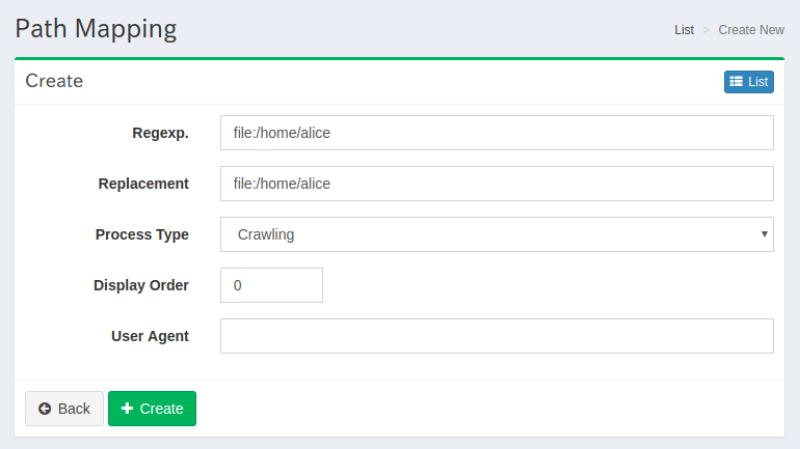 Path Mapping
List > Create New
Create
List
Regexp. file:/home/alice
Replacement file:/home/alice
Process Type Crawling
Display Order 0
User Agent
Back Create